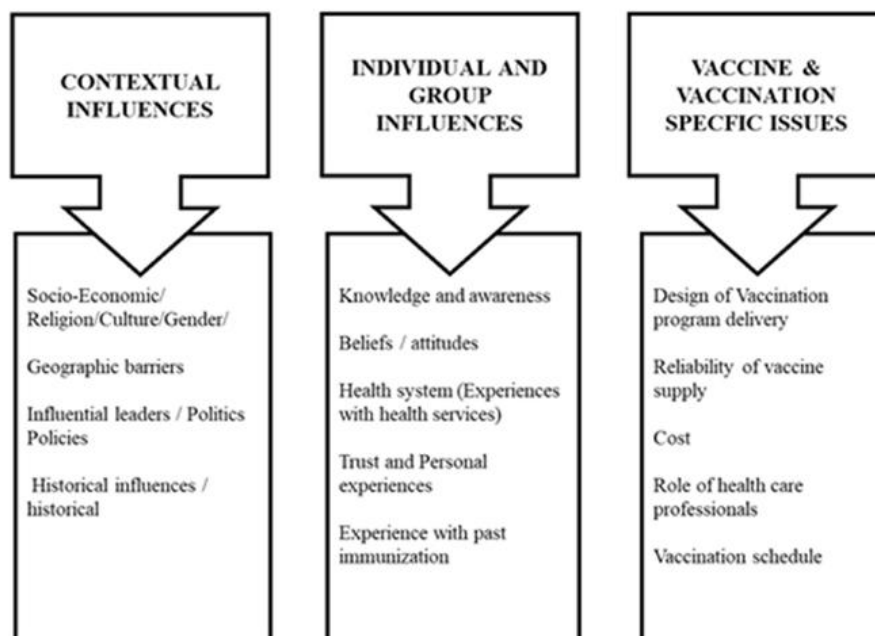 CONTEXTUAL
INFLUENCES
Socio-Economic/
Religion/Culture/Gender/
Geographic barriers
Influential leaders / Politics
Policies
Historical influences /
historical
INDIVIDUAL AND
GROUP
INFLUENCES
Knowledge and awareness
Beliefs / attitudes
Health system (Experiences
with health services)
Trust and Personal
experiences
Experience with past
immunization
VACCINE &
VACCINATION
SPECFIC ISSUES
Design of Vaccination
program delivery
Reliability of vaccine
supply
Cost
Role of health care
professionals
Vaccination schedule